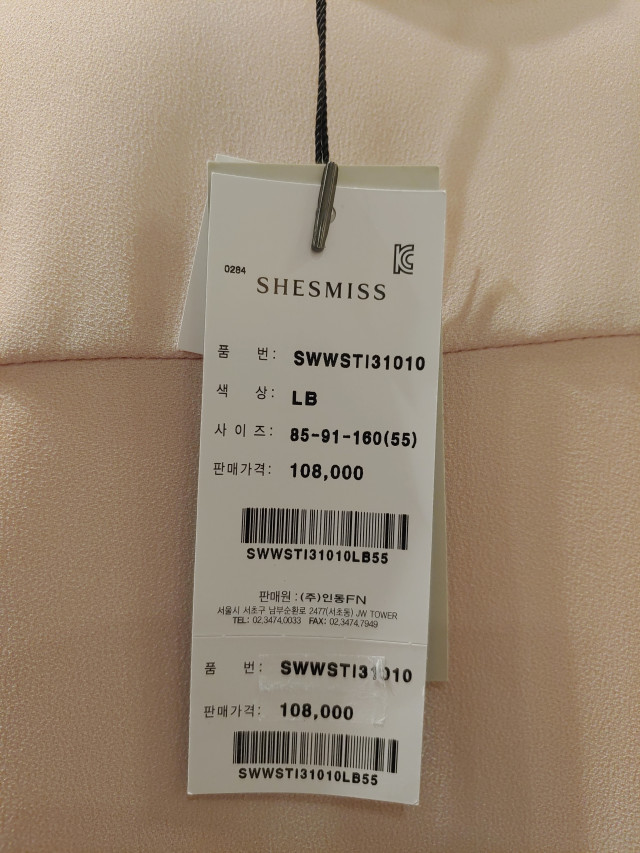 0284
SHESMISS
품 번: SWWSTI31010
색 상: LB
사 이 즈: 85-91-160(55)
판매가격: 108,000
SWWSTI31010LB55
판매원 : (주)인동FN
서울시 서초구 남부순환로 2477(서초동) JW TOWER
TEL: 02.3474.0033 FAX: 02.3474.7949
품 번: SWWSTI31010
판매가격: 108,000
SWWSTI31010LB55